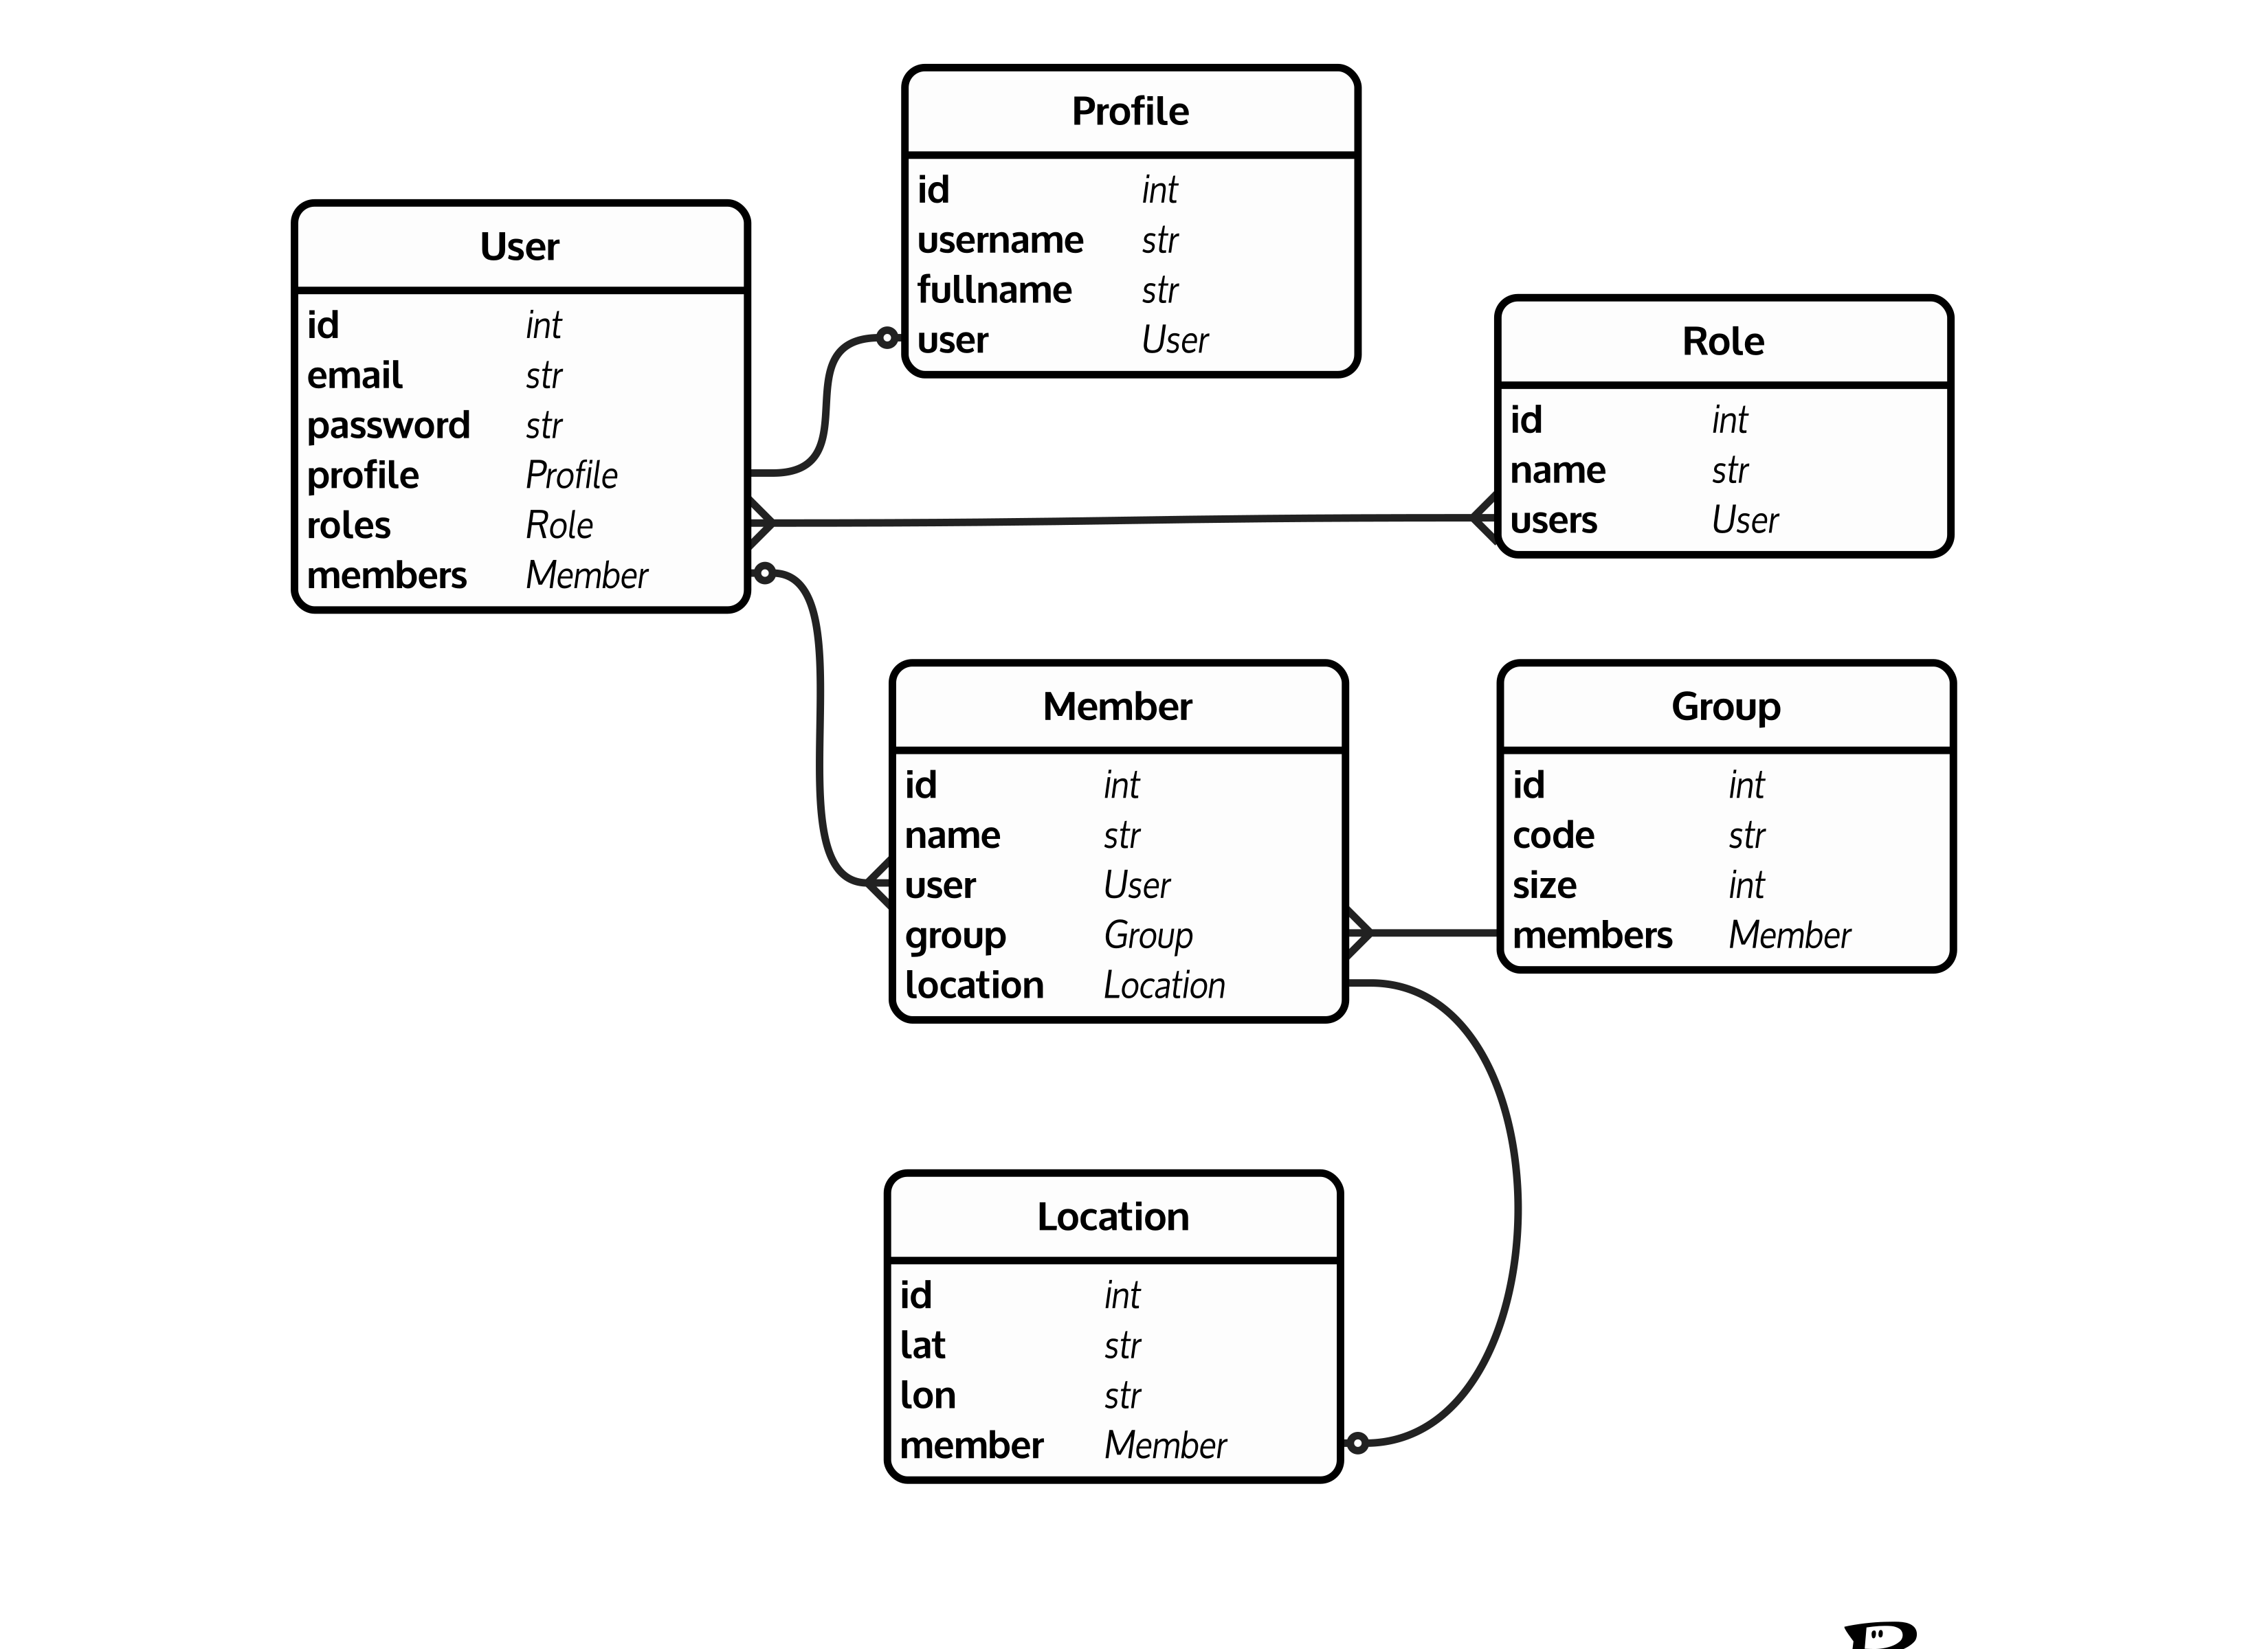 Profile
id int
username str
fullname str
user User
User
id int
email str
password str
profile Profile
roles Role
members Member
Role
id int
name str
users User
Member
id int
name str
user User
group Group
location Location
Group
id int
code str
size int
members Member
Location
id int
lat str
lon str
member Member